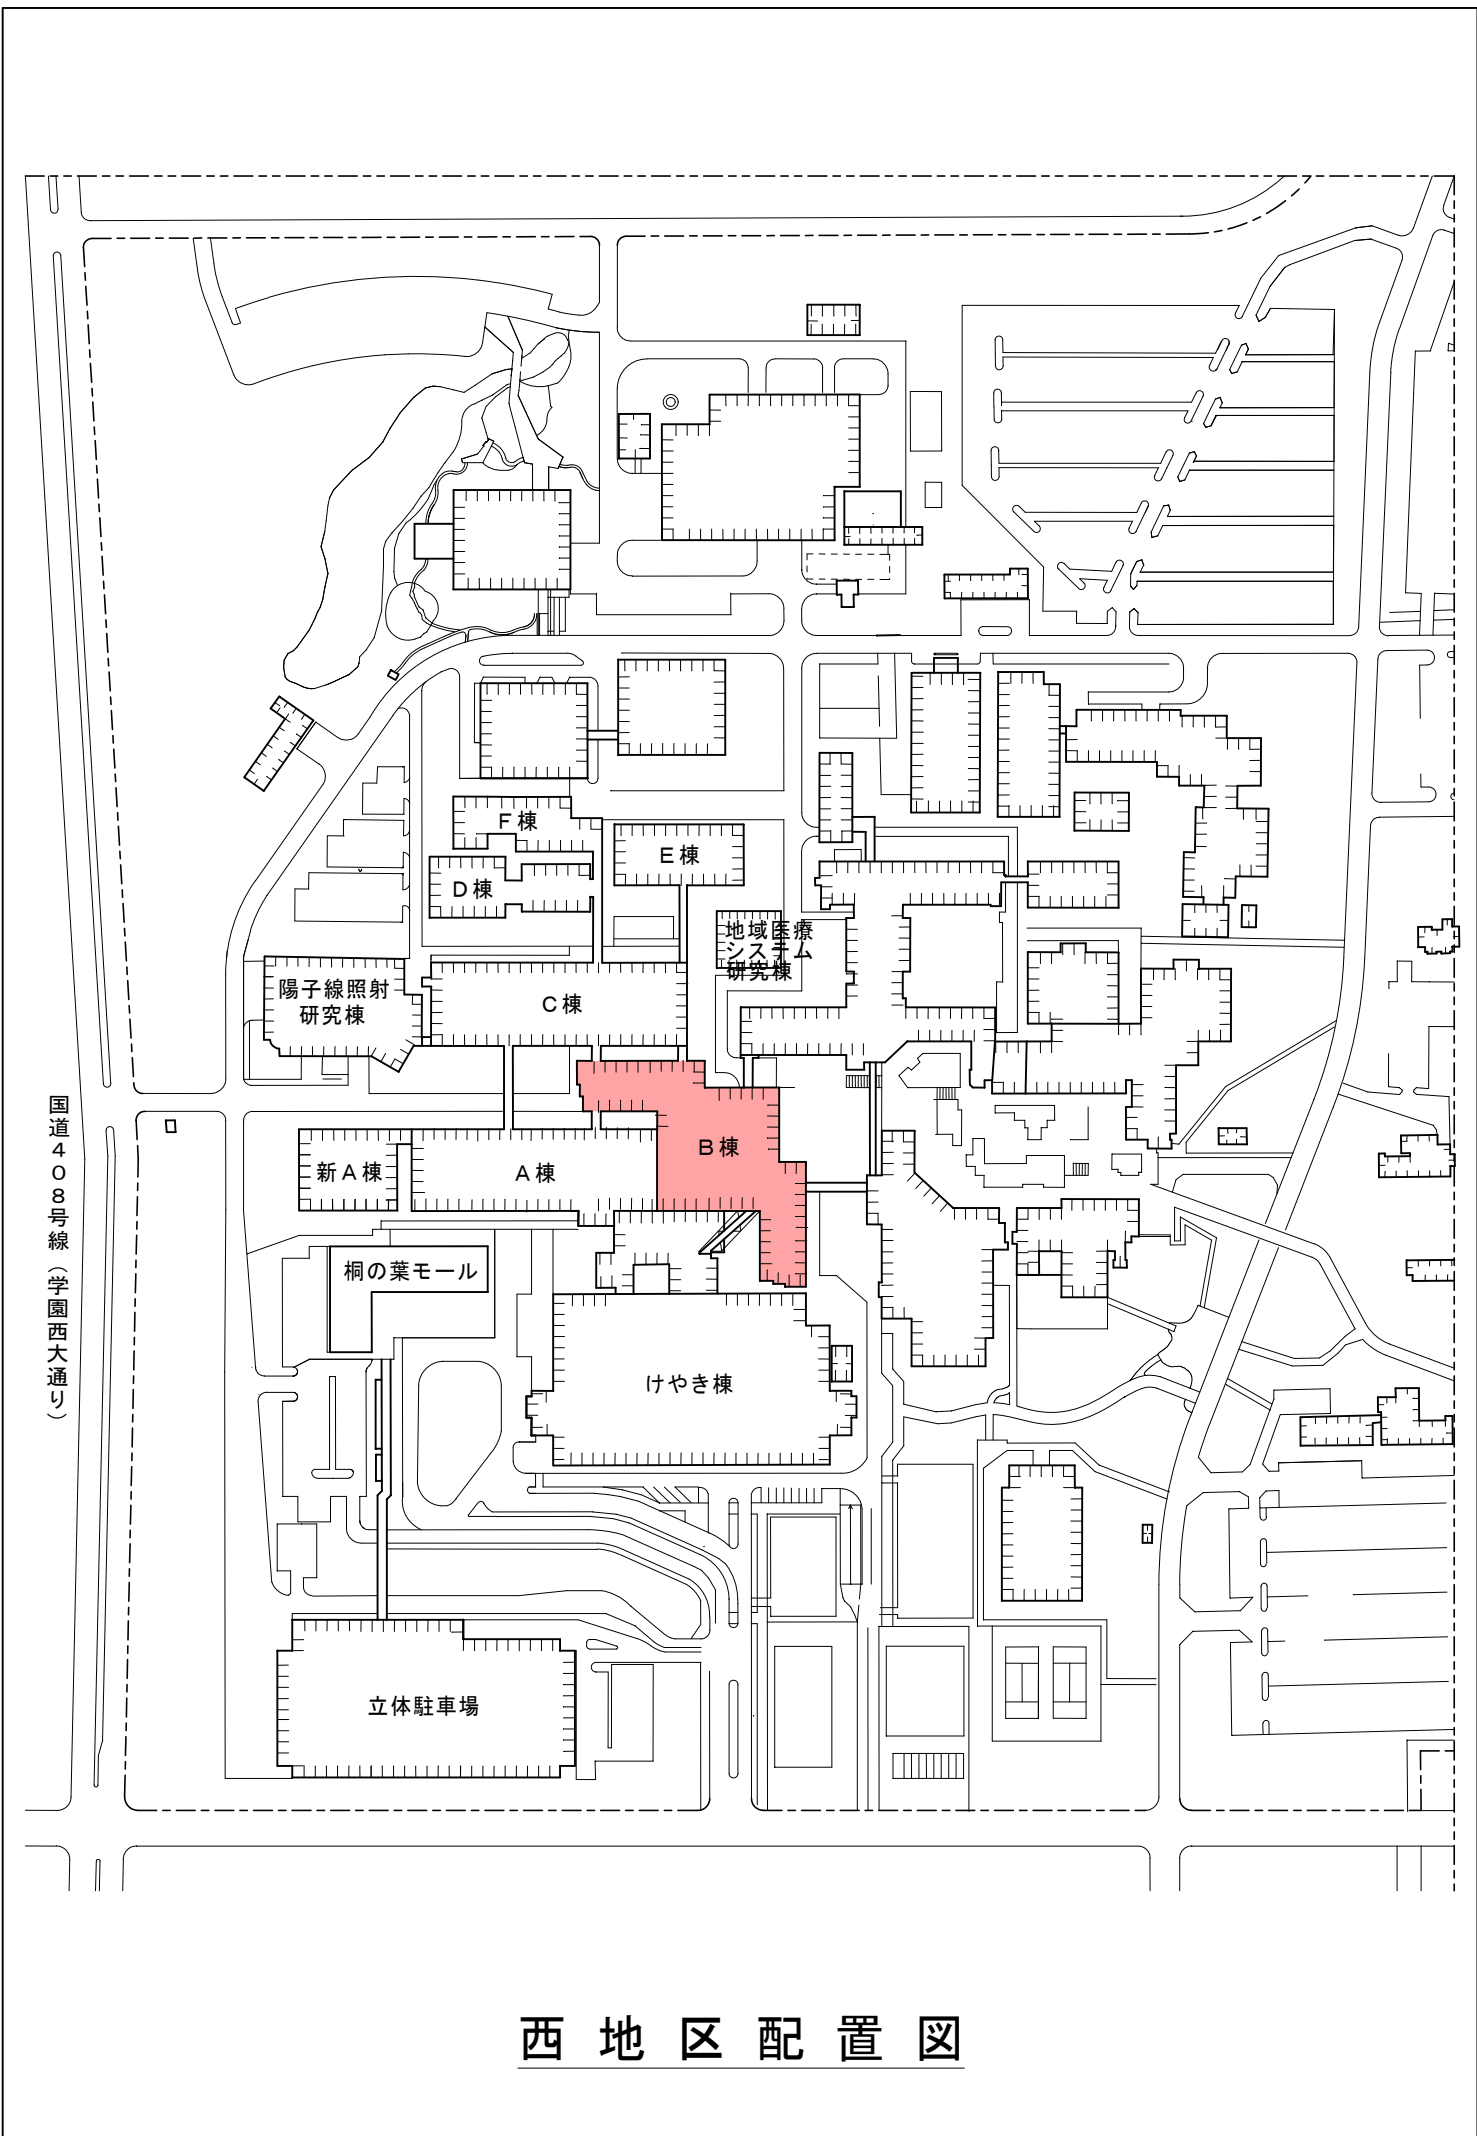 F棟
E棟
D棟
地域医療
システム
研究棟
陽子線照射
研究棟
C棟
国道408号線（学園西大通り）
B棟
新A棟
A棟
桐の葉モール
けやき棟
立体駐車場
西地区配置図